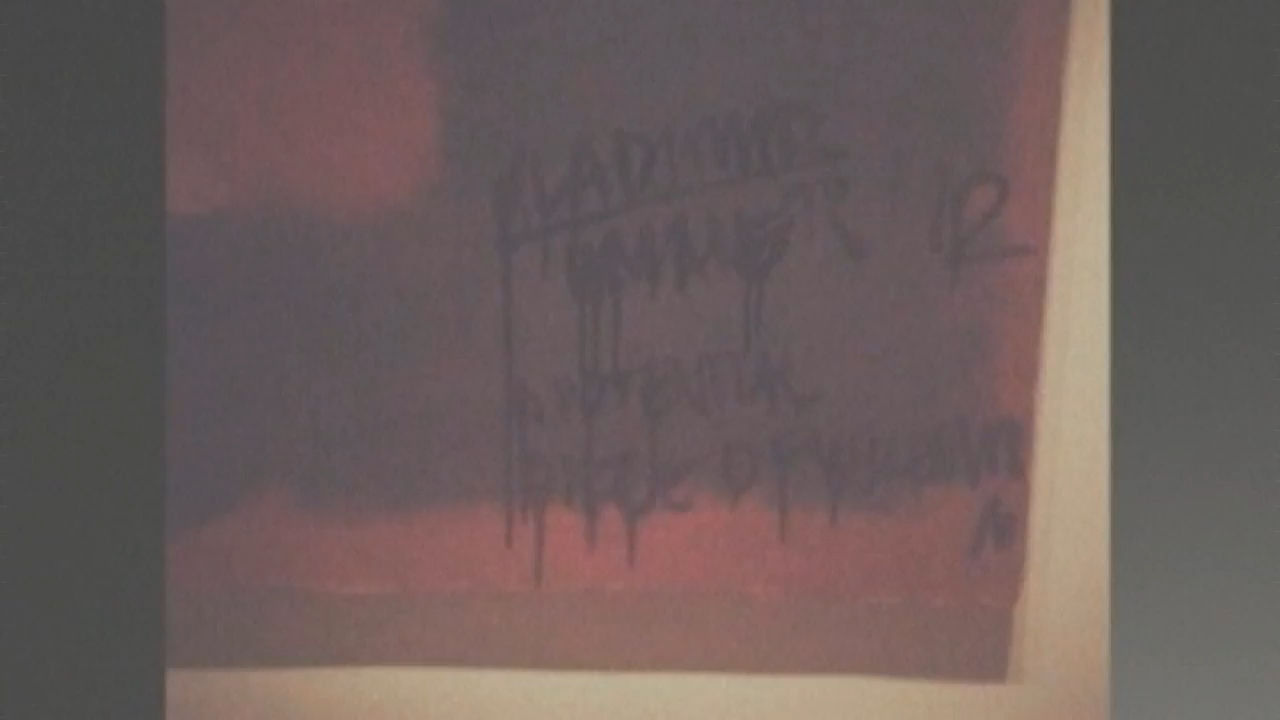 VLADIMIR
UMANETS '12
A POTENTIAL
PIECE OF YELLOWISM